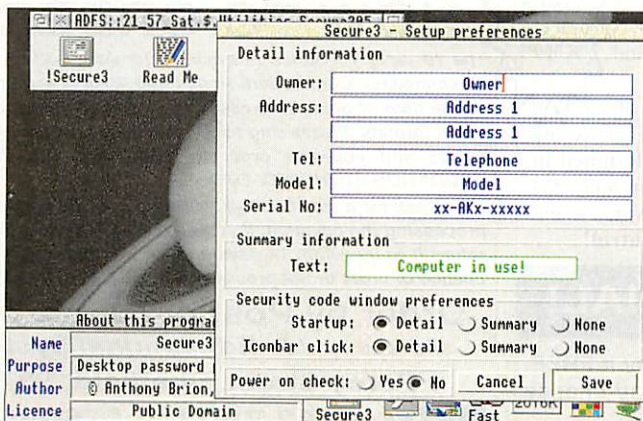 ADFS::21_57_Sat.$.Utilities.Secure305
!Secure3
Read Me
Secure3 - Setup preferences
Detail information
Owner: Owner
Address: Address 1
Address 1
Tel: Telephone
Model: Model
Serial No: xx-AKx-xxxxx
Summary information
Text: Computer in use!
Security code window preferences
Startup: Detail Summary None
Iconbar click: Detail Summary None
Power on check: Yes No Cancel Save
About this progra
Name Secure3
Purpose Desktop password
Author © Anthony Brion,
Licence Public Domain
Secure3
Fast
2016K